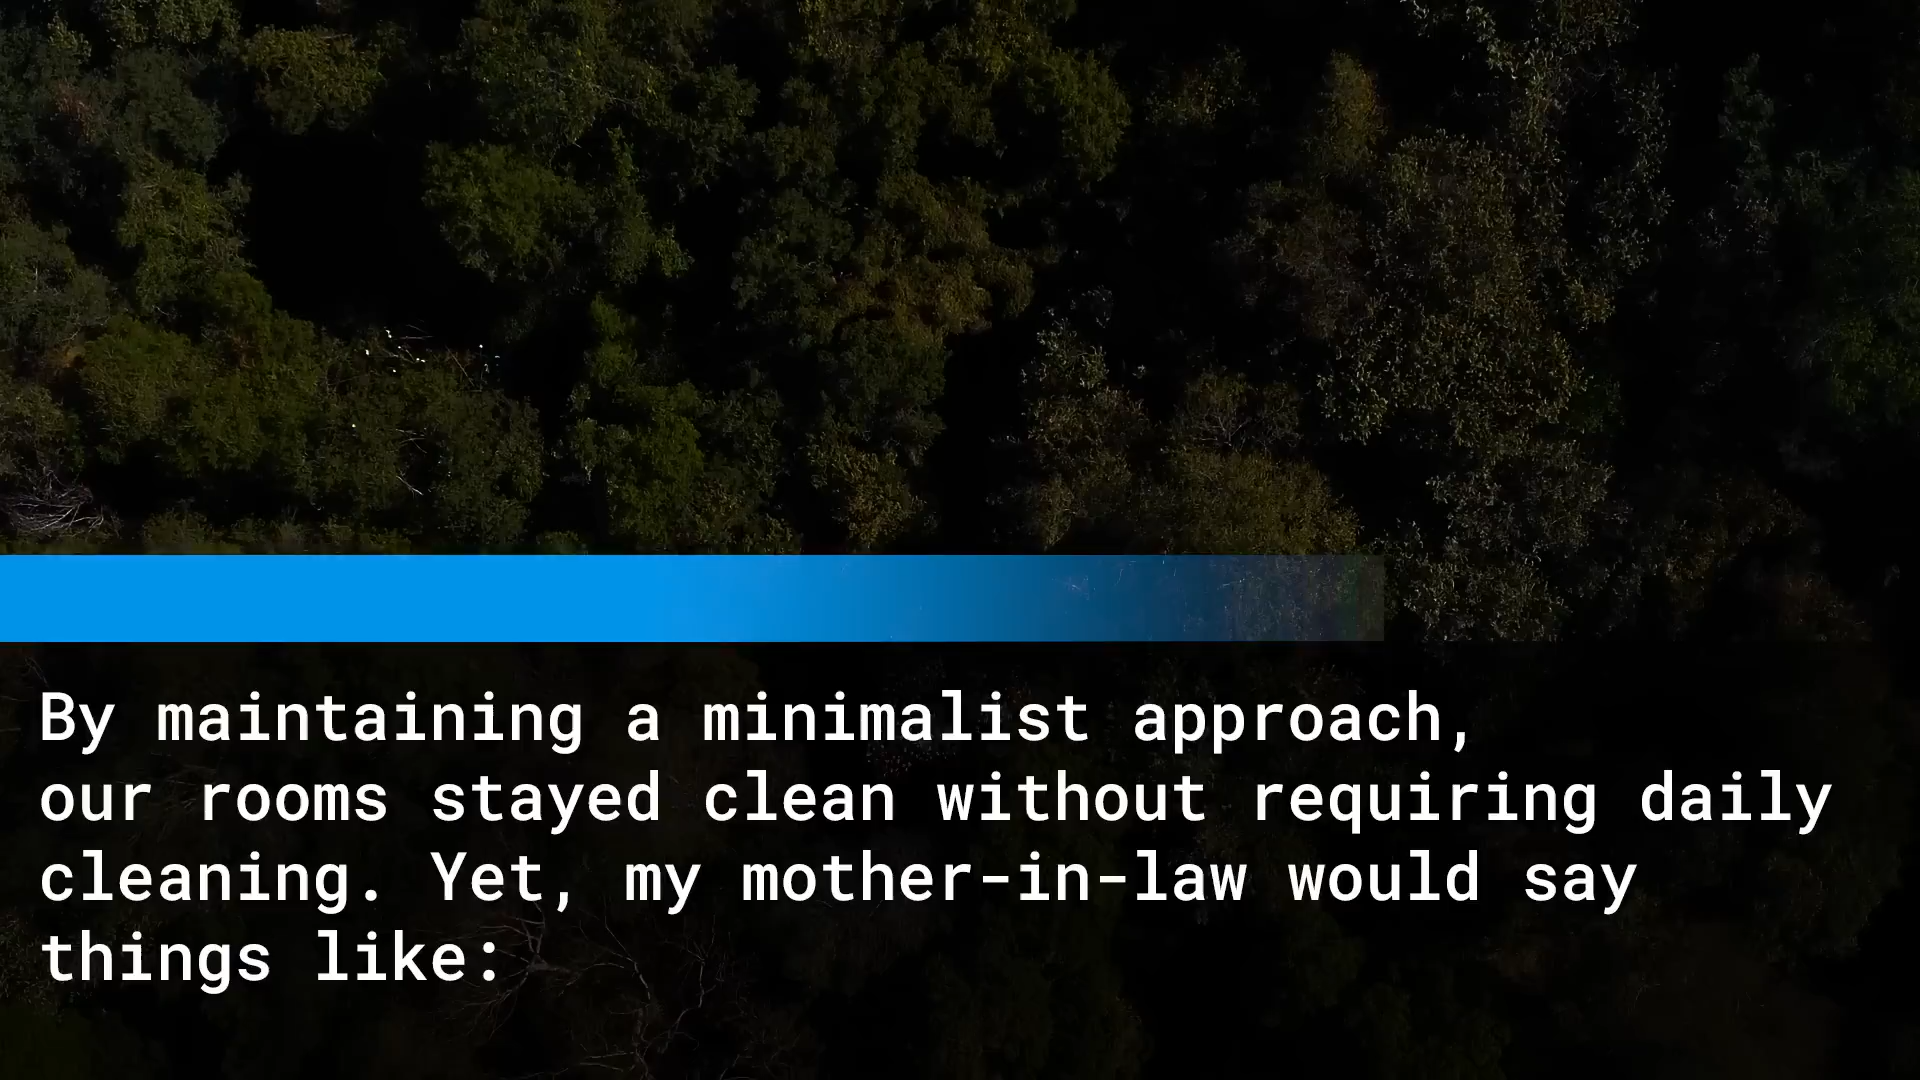 By maintaining a minimalist approach,
our rooms stayed clean without requiring daily
cleaning. Yet, my mother-in-law would say
things like: